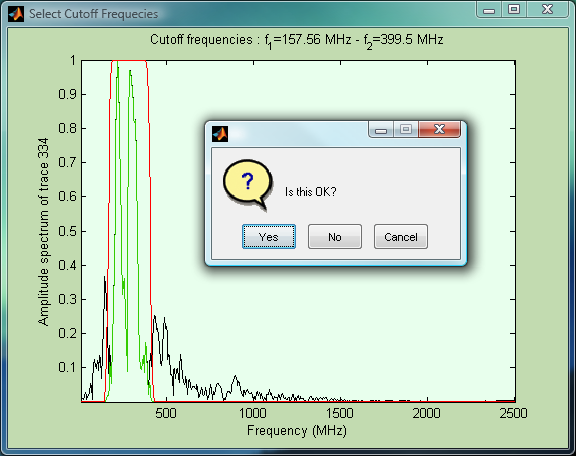 Select Cutoff Frequecies
Cutoff frequencies : f1=157.56 MHz - f2=399.5 MHz
Amplitude spectrum of trace 334
1
0.9
0.8
0.7
0.6
0.5
0.4
0.3
0.2
0.1
500
1000
1500
2000
2500
Frequency (MHz)
?
Is this OK?
Yes
No
Cancel